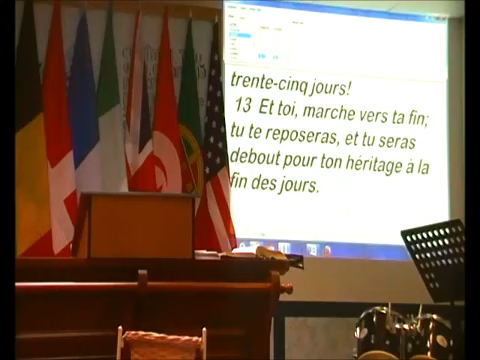 trente-cinq jours!
13 Et toi, marche vers ta fin;
tu te reposeras, et tu seras
debout pour ton héritage à la
fin des jours.